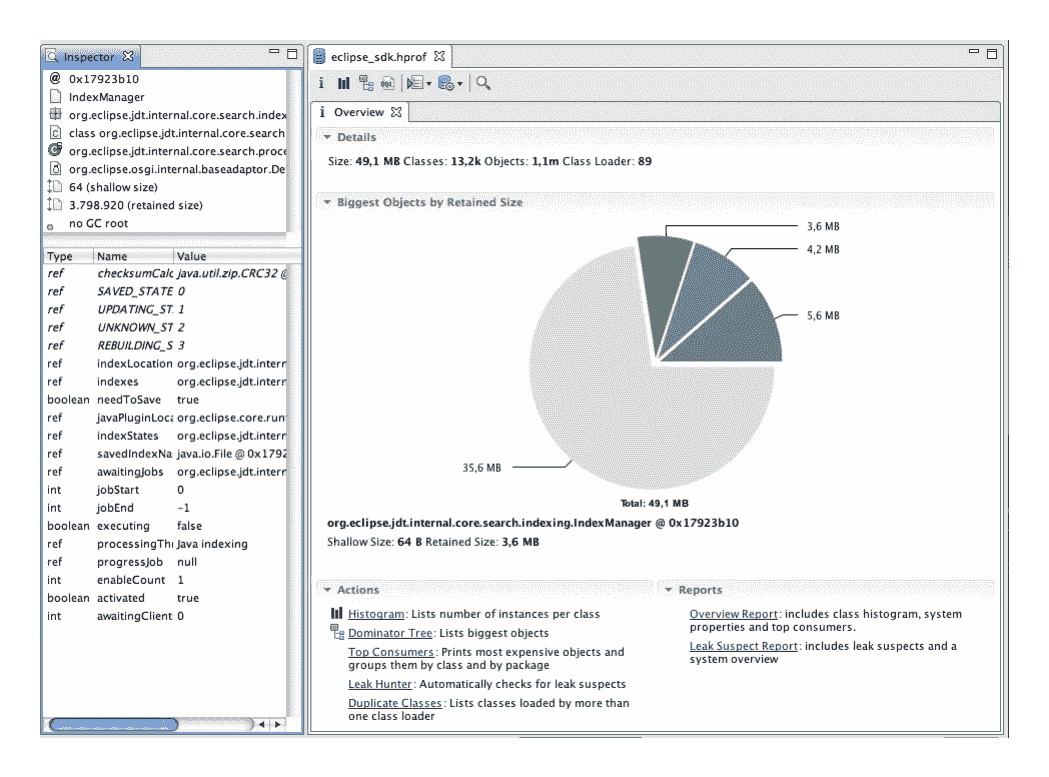 Inspector
@ 0x17923b10
IndexManager
org.eclipse.jdt.internal.core.search.index
class org.eclipse.jdt.internal.core.search
org.eclipse.jdt.internal.core.search.proce
org.eclipse.osgi.internal.baseadaptor.De
64 (shallow size)
3.798.920 (retained size)
no GC root
Type Name Value
ref checksumCalc java.util.zip.CRC32 @
ref SAVED_STATE 0
ref UPDATING_ST. 1
ref UNKNOWN_ST 2
ref REBUILDING_S 3
ref indexLocation org.eclipse.jdt.intern
ref indexes org.eclipse.jdt.intern
boolean needToSave true
ref javaPluginLoca org.eclipse.core.run
ref indexStates org.eclipse.jdt.intern
ref savedIndexNa java.io.File @ 0x1792
ref awaitingJobs org.eclipse.jdt.intern
int jobStart 0
int jobEnd -1
boolean executing false
ref processingThr Java indexing
ref progressJob null
int enableCount 1
boolean activated true
int awaitingClient 0
eclipse_sdk.hprof
i Overview
Details
Size: 49,1 MB Classes: 13,2k Objects: 1,1m Class Loader: 89
Biggest Objects by Retained Size
3,6 MB
4,2 MB
5,6 MB
35,6 MB
Total: 49,1 MB
org.eclipse.jdt.internal.core.search.indexing.IndexManager @ 0x17923b10
Shallow Size: 64 B Retained Size: 3,6 MB
Actions
Histogram: Lists number of instances per class
Dominator Tree: Lists biggest objects
Top Consumers: Prints most expensive objects and
groups them by class and by package
Leak Hunter: Automatically checks for leak suspects
Duplicate Classes: Lists classes loaded by more than
one class loader
Reports
Overview Report: includes class histogram, system
properties and top consumers.
Leak Suspect Report: includes leak suspects and a
system overview